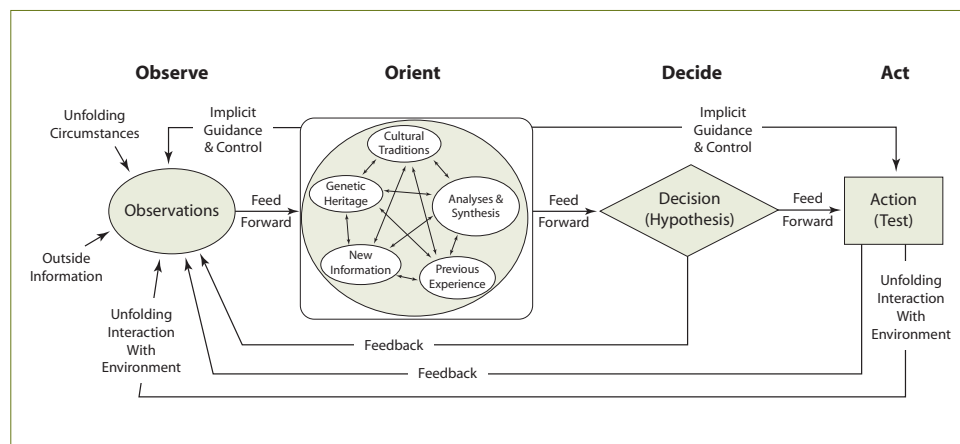 Observe
Orient
Decide
Act
Unfolding
Circumstances
Implicit
Guidance
& Control
Observations
Outside
Information
Unfolding
Interaction
With
Environment
Feed
Forward
Cultural
Traditions
Genetic
Heritage
Analyses &
Synthesis
New
Information
Previous
Experience
Feed
Forward
Decision
(Hypothesis)
Implicit
Guidance
& Control
Feed
Forward
Action
(Test)
Unfolding
Interaction
With
Environment
Feedback
Feedback